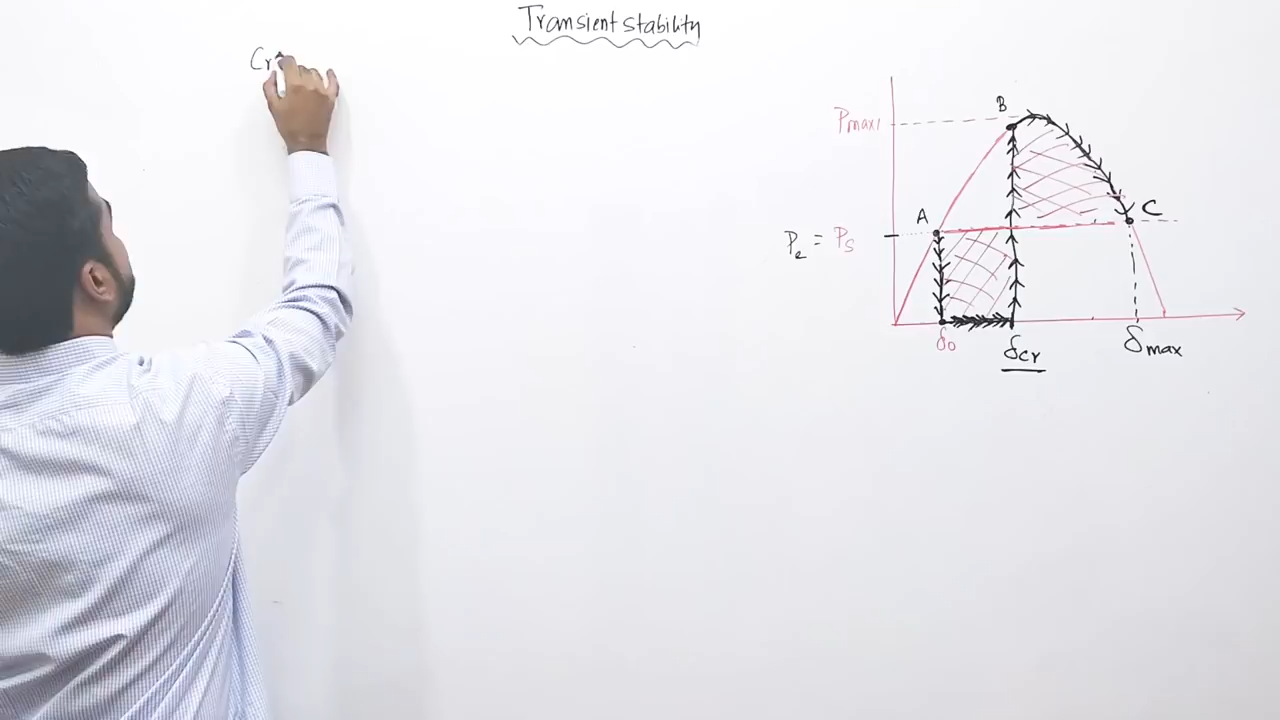 Transient stability
Cr
B
Pmax1
A
C
Pe = Ps
δ0
δcr
δmax